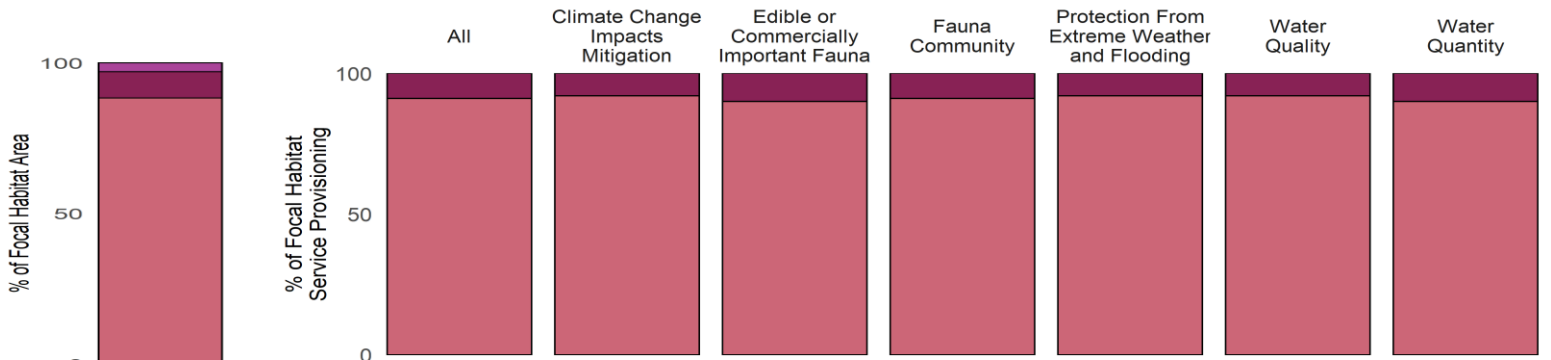 % of Focal Habitat Area
100
50
% of Focal Habitat
Service Provisioning
100
50
0
All
Climate Change
Impacts
Mitigation
Edible or
Commercially
Important Fauna
Fauna
Community
Protection From
Extreme Weather
and Flooding
Water
Quality
Water
Quantity